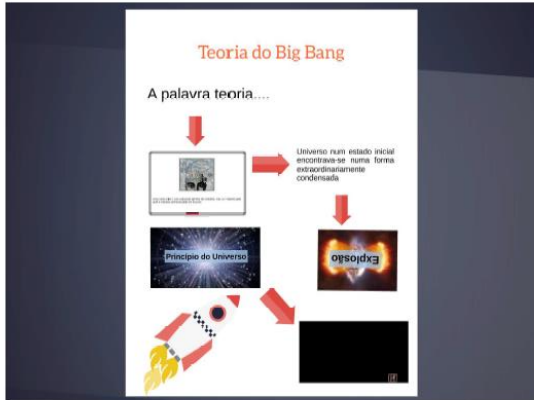 Teoria do Big Bang
A palavra teoria....
Universo num estado inicial
encontrava-se numa forma
extraordinariamente
condensada
Princípio do Universo
Explosão